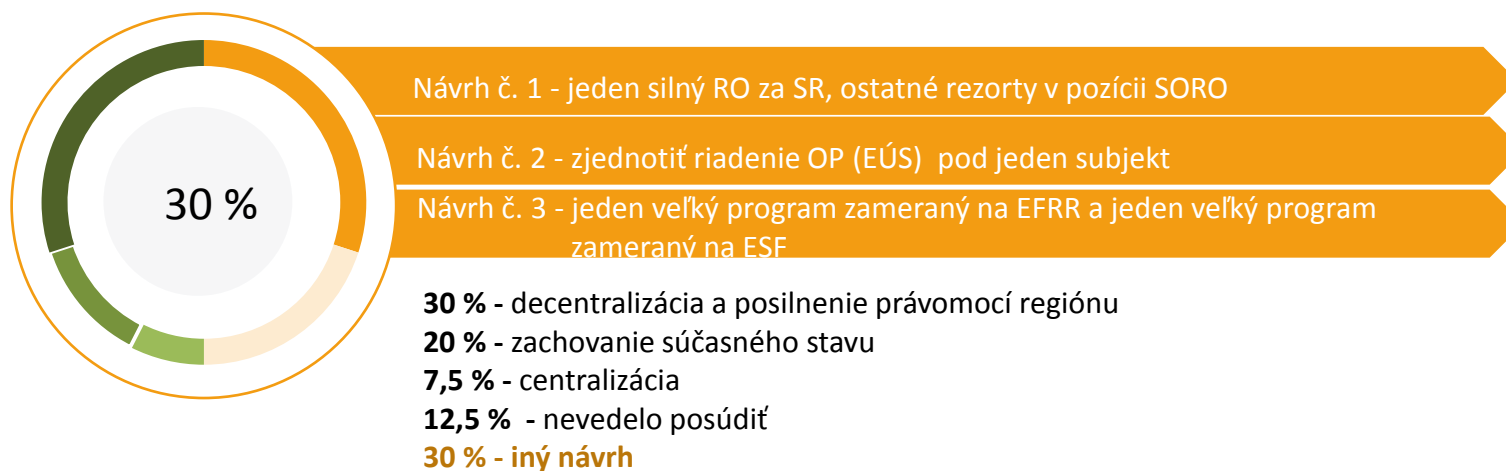 30 %
Návrh č. 1 - jeden silný RO za SR, ostatné rezorty v pozícii SORO
Návrh č. 2 - zjednotiť riadenie OP (EÚS) pod jeden subjekt
Návrh č. 3 - jeden veľký program zameraný na EFRR a jeden veľký program
zameraný na ESF
30 % - decentralizácia a posilnenie právomocí regiónu
20 % - zachovanie súčasného stavu
7,5 % - centralizácia
12,5 % - nevedelo posúdiť
30 % - iný návrh